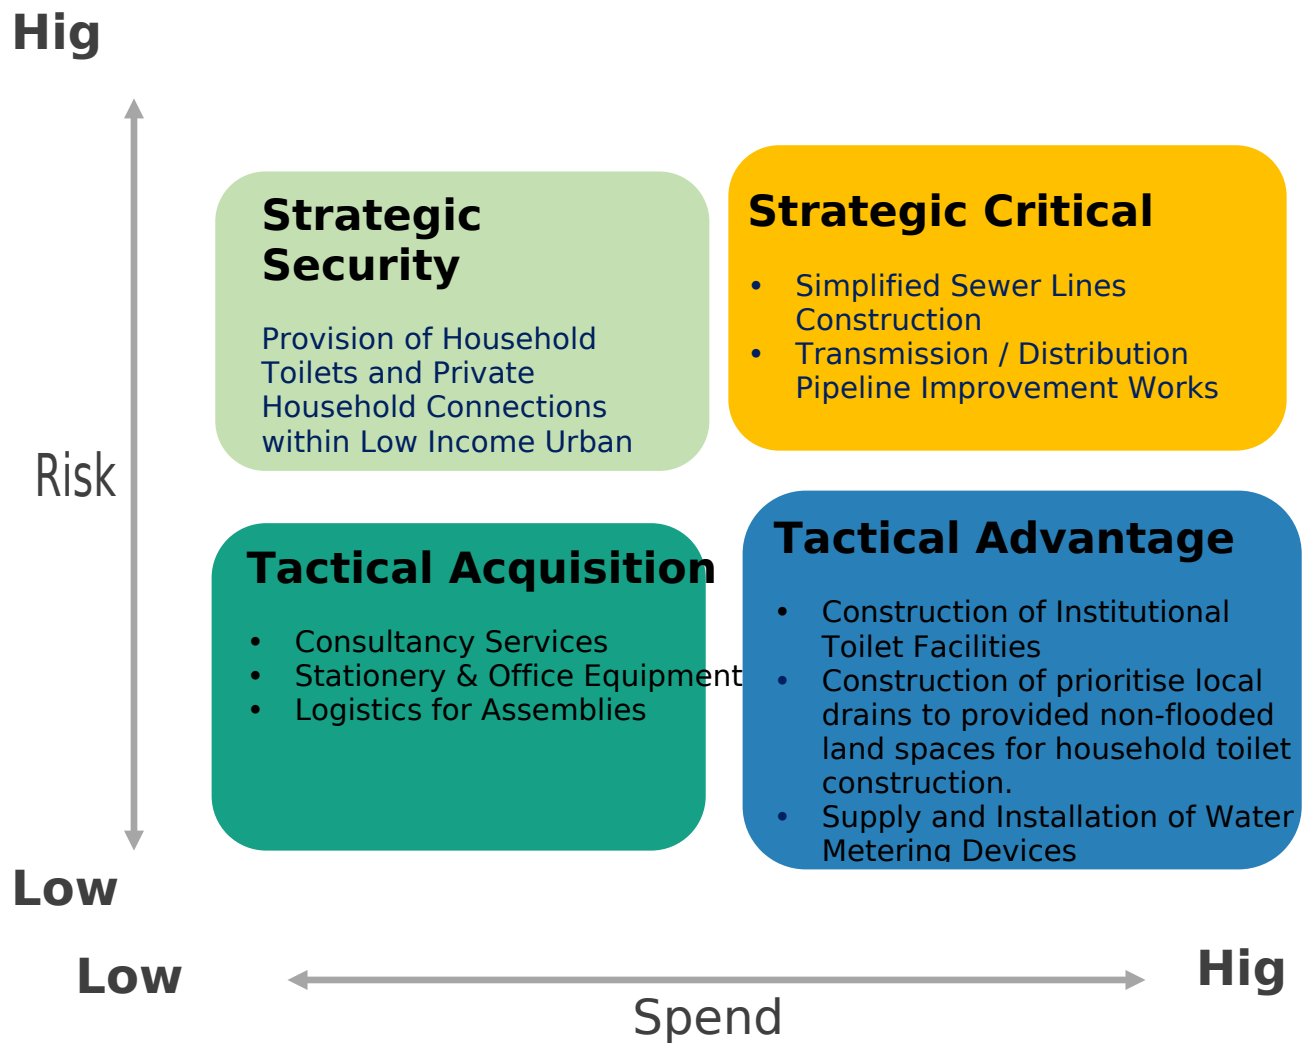 Hig
Strategic
Security
Provision of Household
Toilets and Private
Household Connections
within Low Income Urban
Strategic Critical
• Simplified Sewer Lines
Construction
• Transmission / Distribution
Pipeline Improvement Works
Risk
Tactical Acquisition
• Consultancy Services
• Stationery & Office Equipment
• Logistics for Assemblies
Tactical Advantage
• Construction of Institutional
Toilet Facilities
• Construction of prioritise local
drains to provided non-flooded
land spaces for household toilet
construction.
• Supply and Installation of Water
Metering Devices
Low
Low
Hig
Spend